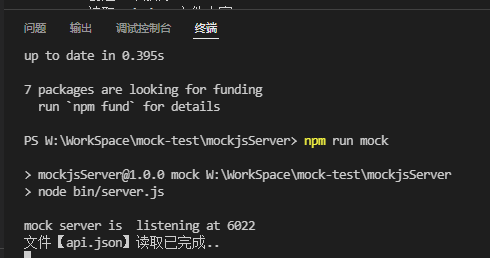 问题 输出 调试控制台 终端
up to date in 0.395s
7 packages are looking for funding
run `npm fund` for details
PS W:\WorkSpace\mock-test\mockjsServer> npm run mock
> mockjsServer@1.0.0 mock W:\WorkSpace\mock-test\mockjsServer
> node bin/server.js
mock server is  listening at 6022
文件【api.json】读取已完成..